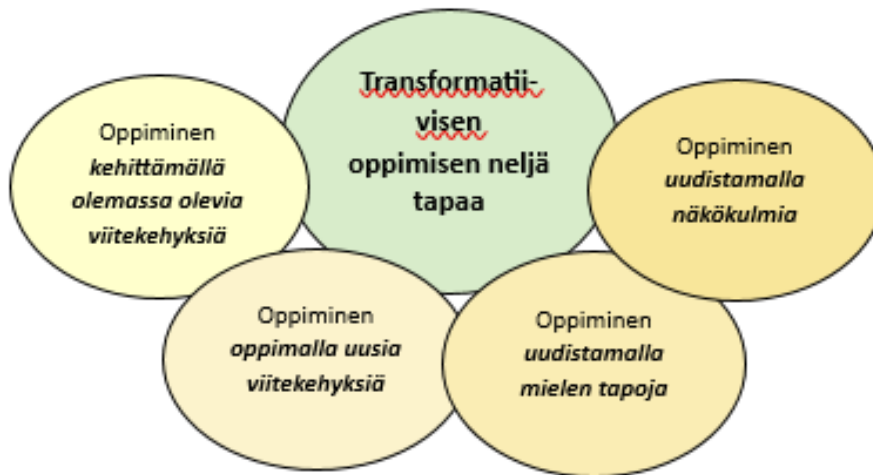 Transformatii-
visen
oppimisen neljä
tapaa
Oppiminen
kehittämällä
olemassa olevia
viitekehyksiä
Oppiminen
oppimalla uusia
viitekehyksiä
Oppiminen
uudistamalla
mielen tapoja
Oppiminen
uudistamalla
näkökulmia